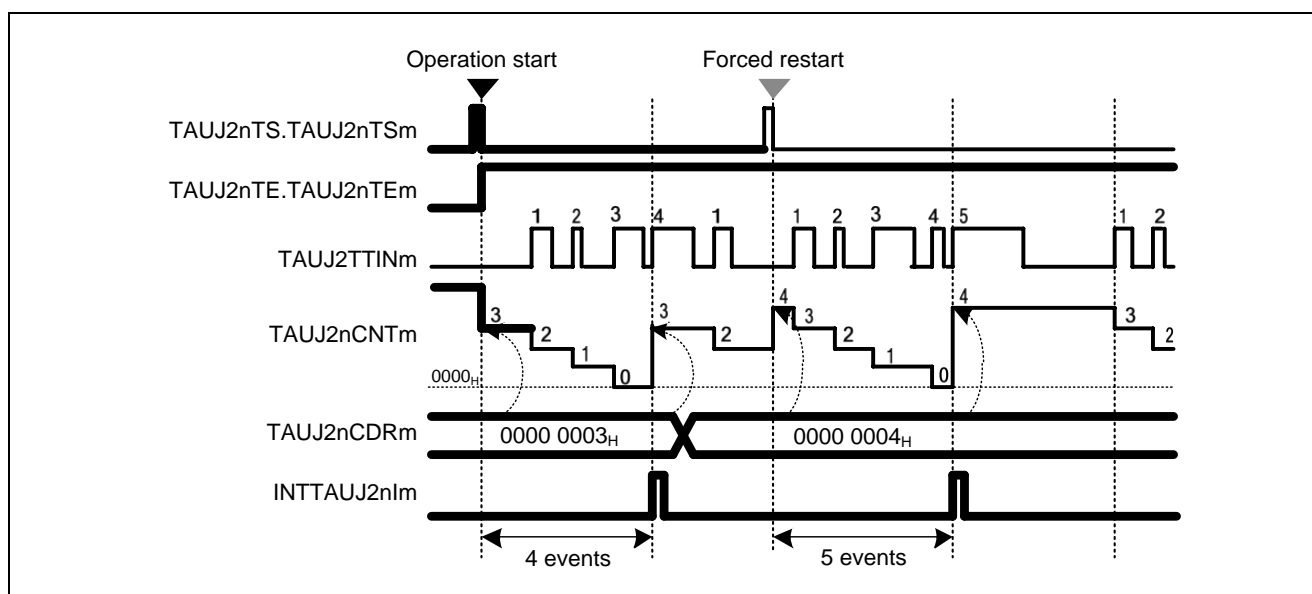 Operation start Forced restart
TAUJ2nTS.TAUJ2nTSm
TAUJ2nTE.TAUJ2nTEm
1 2 3 4 1 1 2 3 4 5 1 2
TAUJ2TTINm
4 4
3 3 3 3
TAUJ2nCNTm
2 2 2 2
1 1
0 0
0000H
TAUJ2nCDRm
0000 0003H 0000 0004H
INTTAUJ2nIm
4 events 5 events